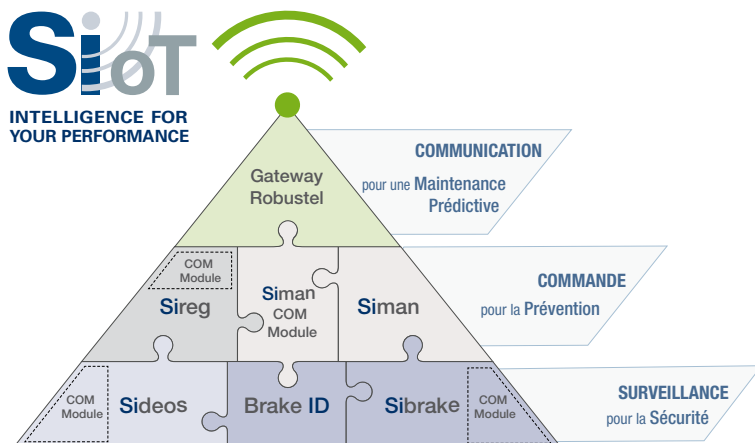 SiIoT
INTELLIGENCE FOR
YOUR PERFORMANCE
Gateway
Robustel
COMMUNICATION
pour une Maintenance
Prédictive
COM
Module
Sireg
Siman
COM
Module
Siman
COMMANDE
pour la Prévention
COM
Module
Sideos
Brake ID
Sibrake
COM
Module
SURVEILLANCE
pour la Sécurité